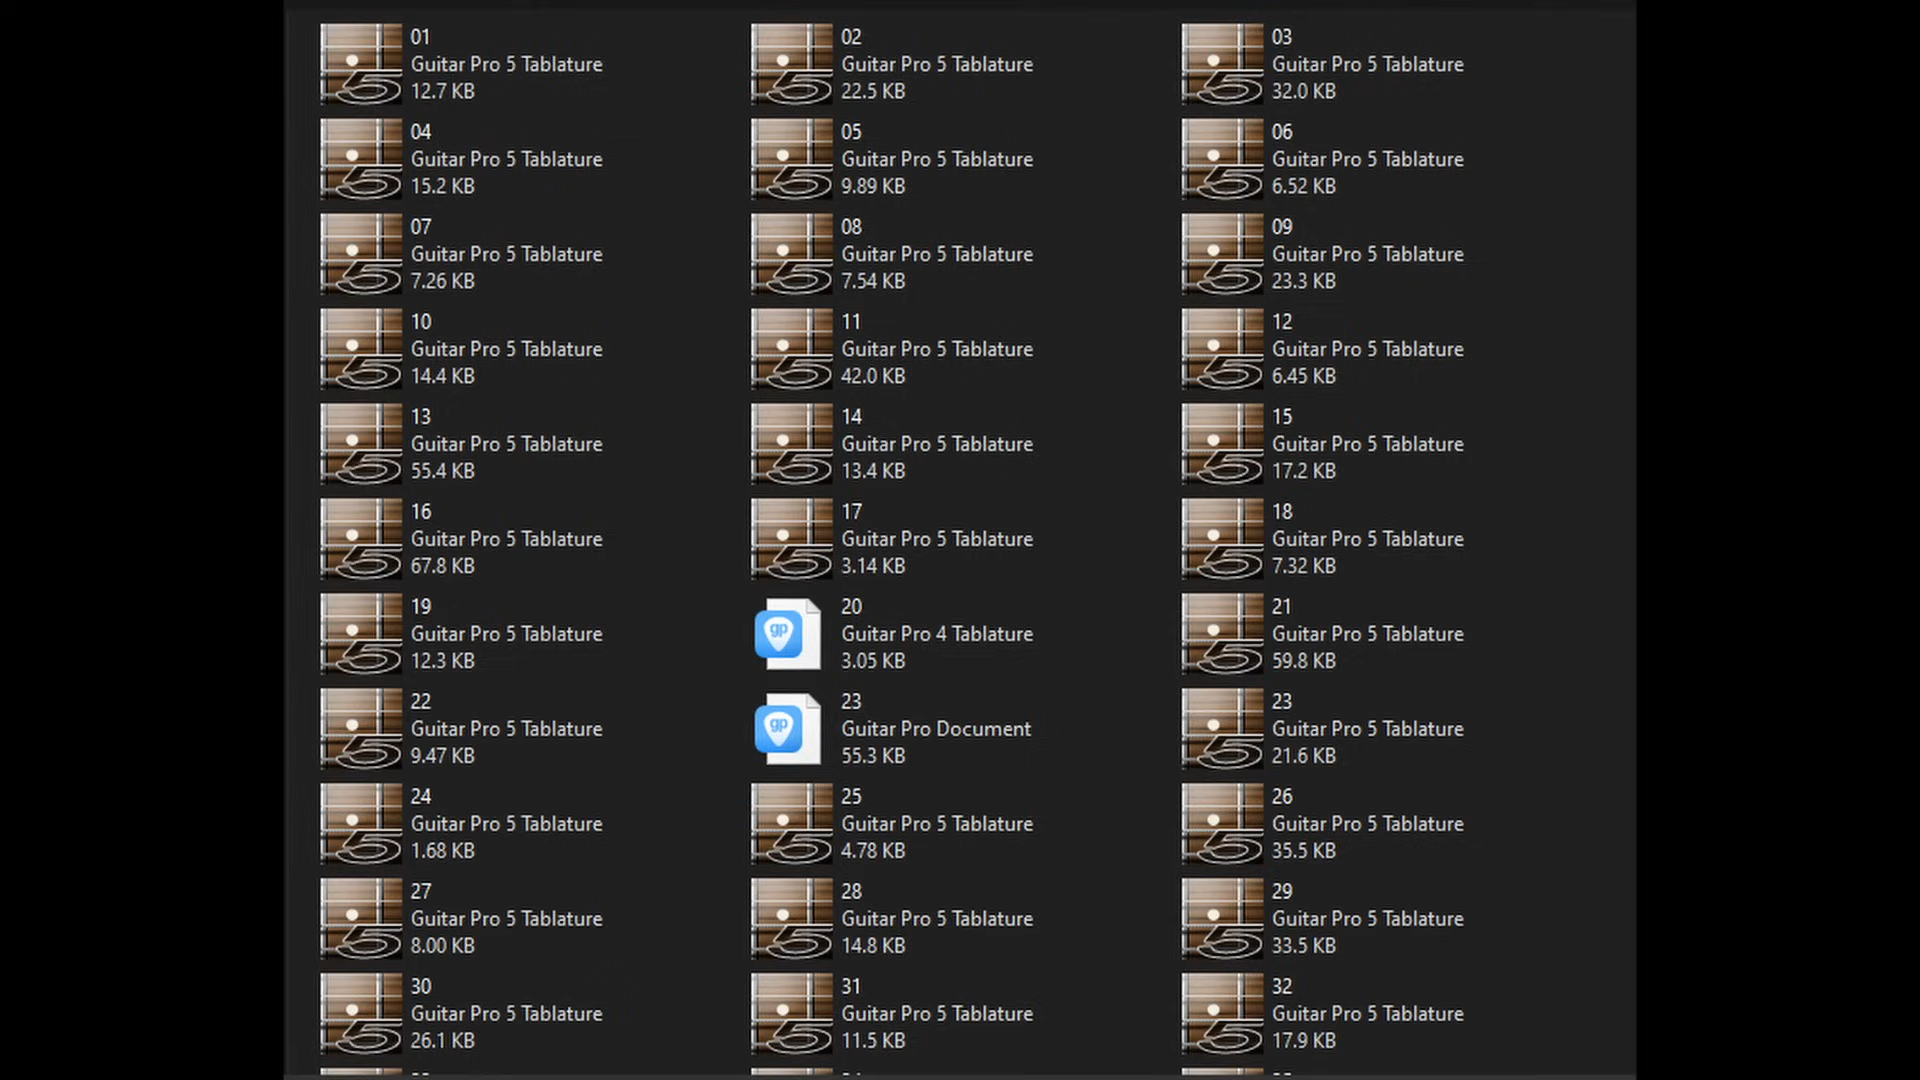 01
Guitar Pro 5 Tablature
12.7 KB
02
Guitar Pro 5 Tablature
22.5 KB
03
Guitar Pro 5 Tablature
32.0 KB
04
Guitar Pro 5 Tablature
15.2 KB
05
Guitar Pro 5 Tablature
9.89 KB
06
Guitar Pro 5 Tablature
6.52 KB
07
Guitar Pro 5 Tablature
7.26 KB
08
Guitar Pro 5 Tablature
7.54 KB
09
Guitar Pro 5 Tablature
23.3 KB
10
Guitar Pro 5 Tablature
14.4 KB
11
Guitar Pro 5 Tablature
42.0 KB
12
Guitar Pro 5 Tablature
6.45 KB
13
Guitar Pro 5 Tablature
55.4 KB
14
Guitar Pro 5 Tablature
13.4 KB
15
Guitar Pro 5 Tablature
17.2 KB
16
Guitar Pro 5 Tablature
67.8 KB
17
Guitar Pro 5 Tablature
3.14 KB
18
Guitar Pro 5 Tablature
7.32 KB
19
Guitar Pro 5 Tablature
12.3 KB
gp
20
Guitar Pro 4 Tablature
3.05 KB
21
Guitar Pro 5 Tablature
59.8 KB
22
Guitar Pro 5 Tablature
9.47 KB
gp
23
Guitar Pro Document
55.3 KB
23
Guitar Pro 5 Tablature
21.6 KB
24
Guitar Pro 5 Tablature
1.68 KB
25
Guitar Pro 5 Tablature
4.78 KB
26
Guitar Pro 5 Tablature
35.5 KB
27
Guitar Pro 5 Tablature
8.00 KB
28
Guitar Pro 5 Tablature
14.8 KB
29
Guitar Pro 5 Tablature
33.5 KB
30
Guitar Pro 5 Tablature
26.1 KB
31
Guitar Pro 5 Tablature
11.5 KB
32
Guitar Pro 5 Tablature
17.9 KB